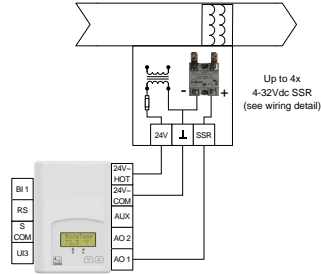 Up to 4x
4-32Vdc SSR
(see wiring detail)
- +
24V ⊥ SSR
24V~
HOT
24V~
COM
AUX
AO 2
AO 1
BI 1
RS
S
COM
UI3